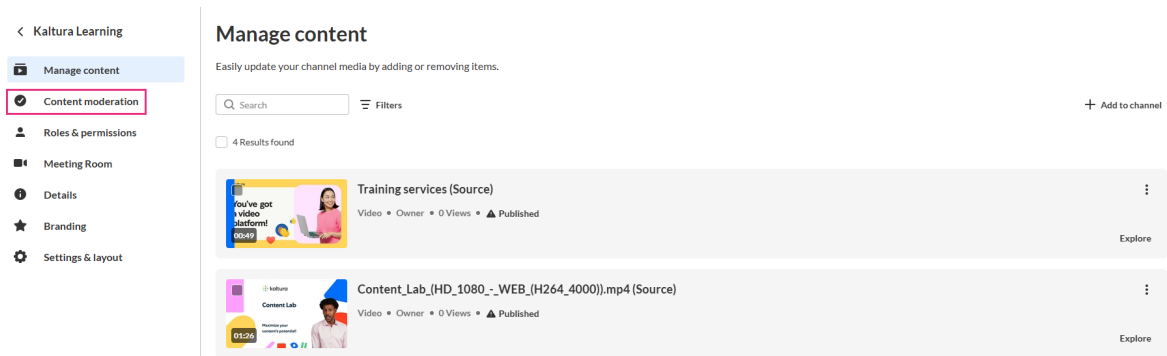 Kaltura Learning
Manage content
Content moderation
Roles & permissions
Meeting Room
Details
Branding
Settings & layout
Manage content
Easily update your channel media by adding or removing items.
Search
Filters
Add to channel
4 Results found
You've got
a video
platform!
00:49
Training services (Source)
Video • Owner • 0 Views • Published
Explore
kaltura
Content Lab
Maximize your
content's potential!
01:26
Content_Lab_(HD_1080_-_WEB_(H264_4000)).mp4 (Source)
Video • Owner • 0 Views • Published
Explore